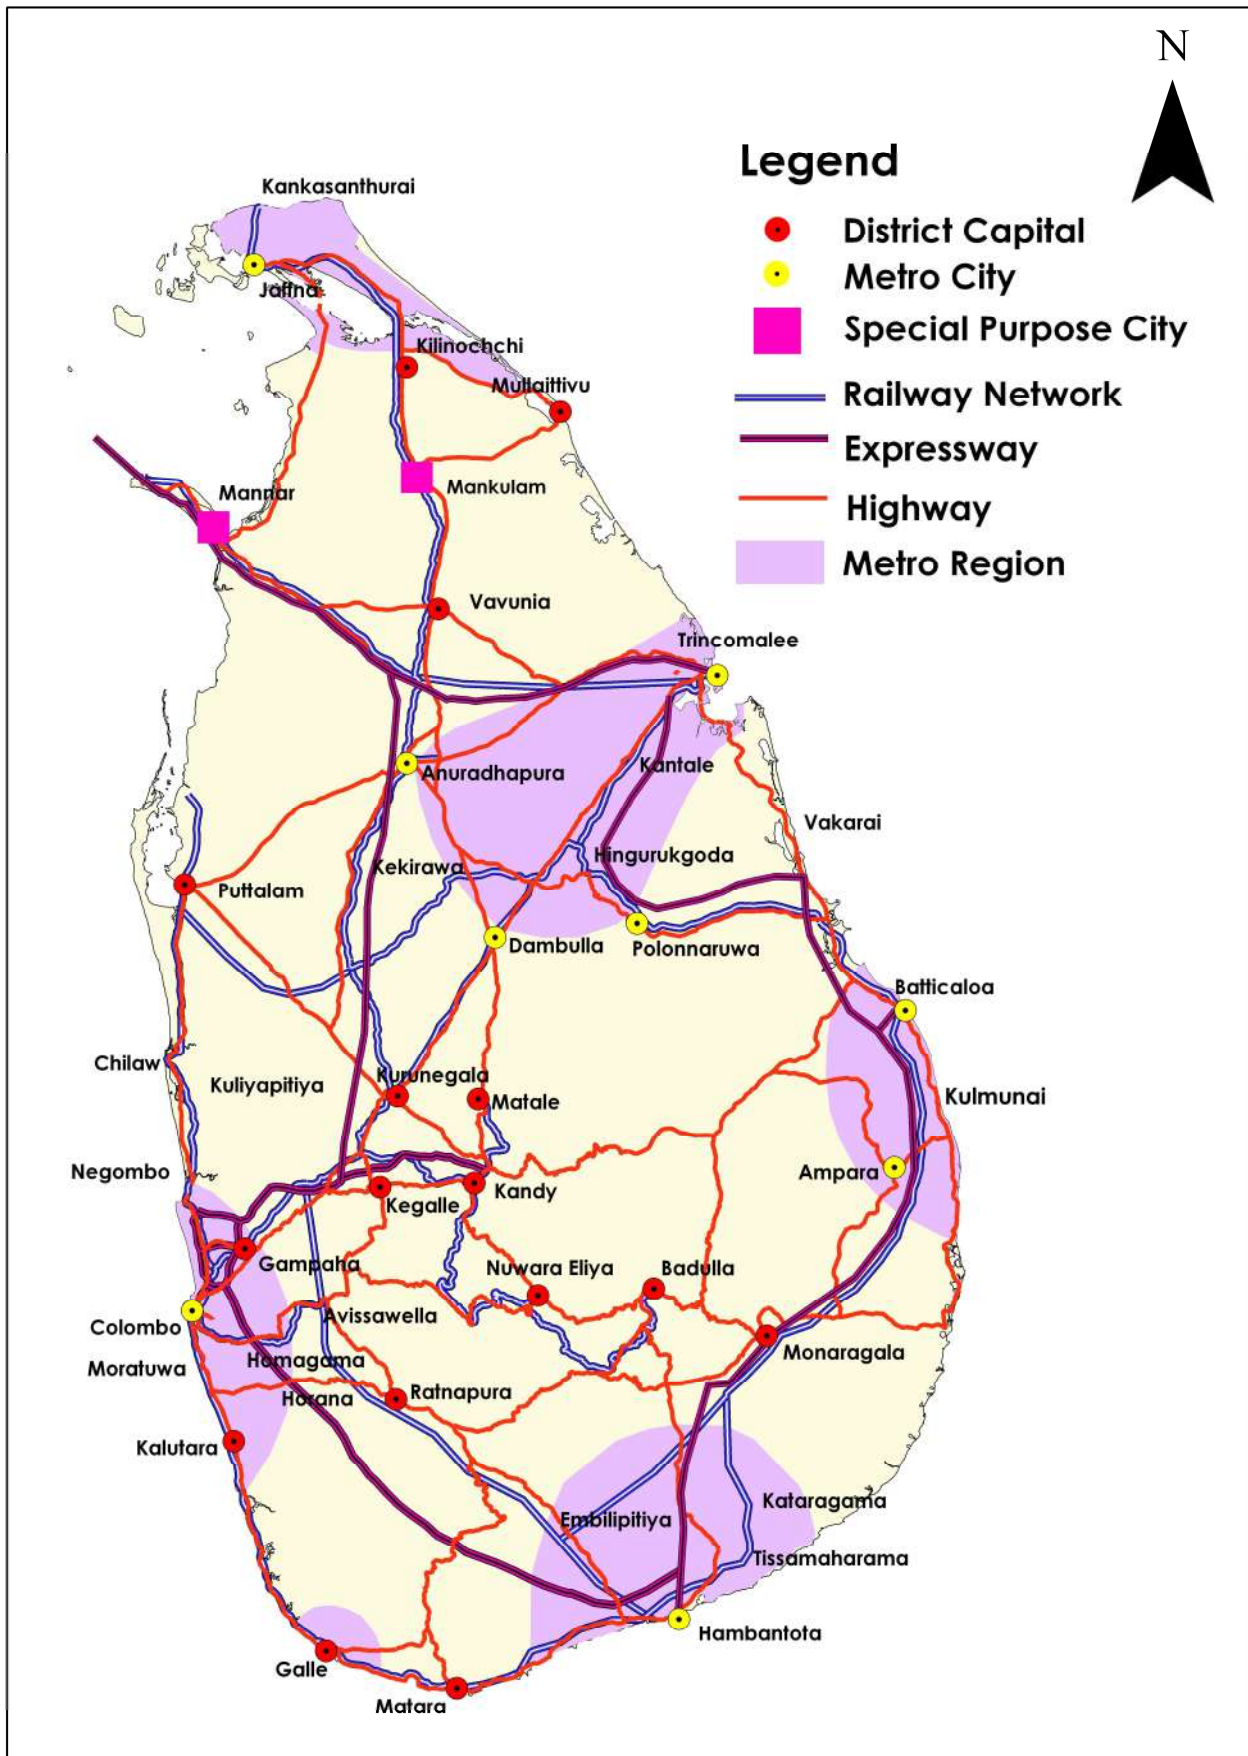 N
Legend
District Capital
Metro City
Special Purpose City
Railway Network
Expressway
Highway
Metro Region
Kankasanthurai
Jaffna
Kilinochchi
Mullaittivu
Mannar
Mankulam
Vavunia
Trincomalee
Anuradhapura
Kantale
Vakarai
Kekirawa
Hingurukgoda
Puttalam
Dambulla
Polonnaruwa
Batticaloa
Chilaw
Kurunegala
Kuliyapitiya
Matale
Kulmunai
Negombo
Ampara
Kegalle
Kandy
Gampaha
Nuwara Eliya
Badulla
Colombo
Avissawella
Moratuwa
Homagama
Monaragala
Horana
Ratnapura
Kalutara
Embilipitiya
Kataragama
Tissamaharama
Hambantota
Galle
Matara